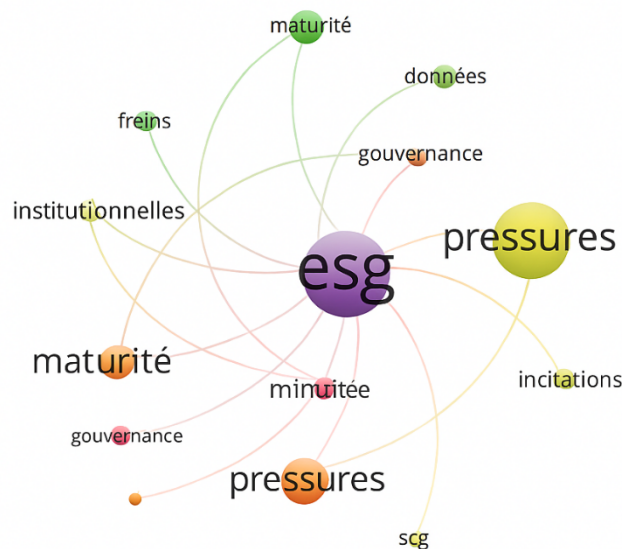 maturité
données
freins
gouvernance
institutionnelles
pressures
esg
maturité
incitations
minuitée
gouvernance
pressures
scg